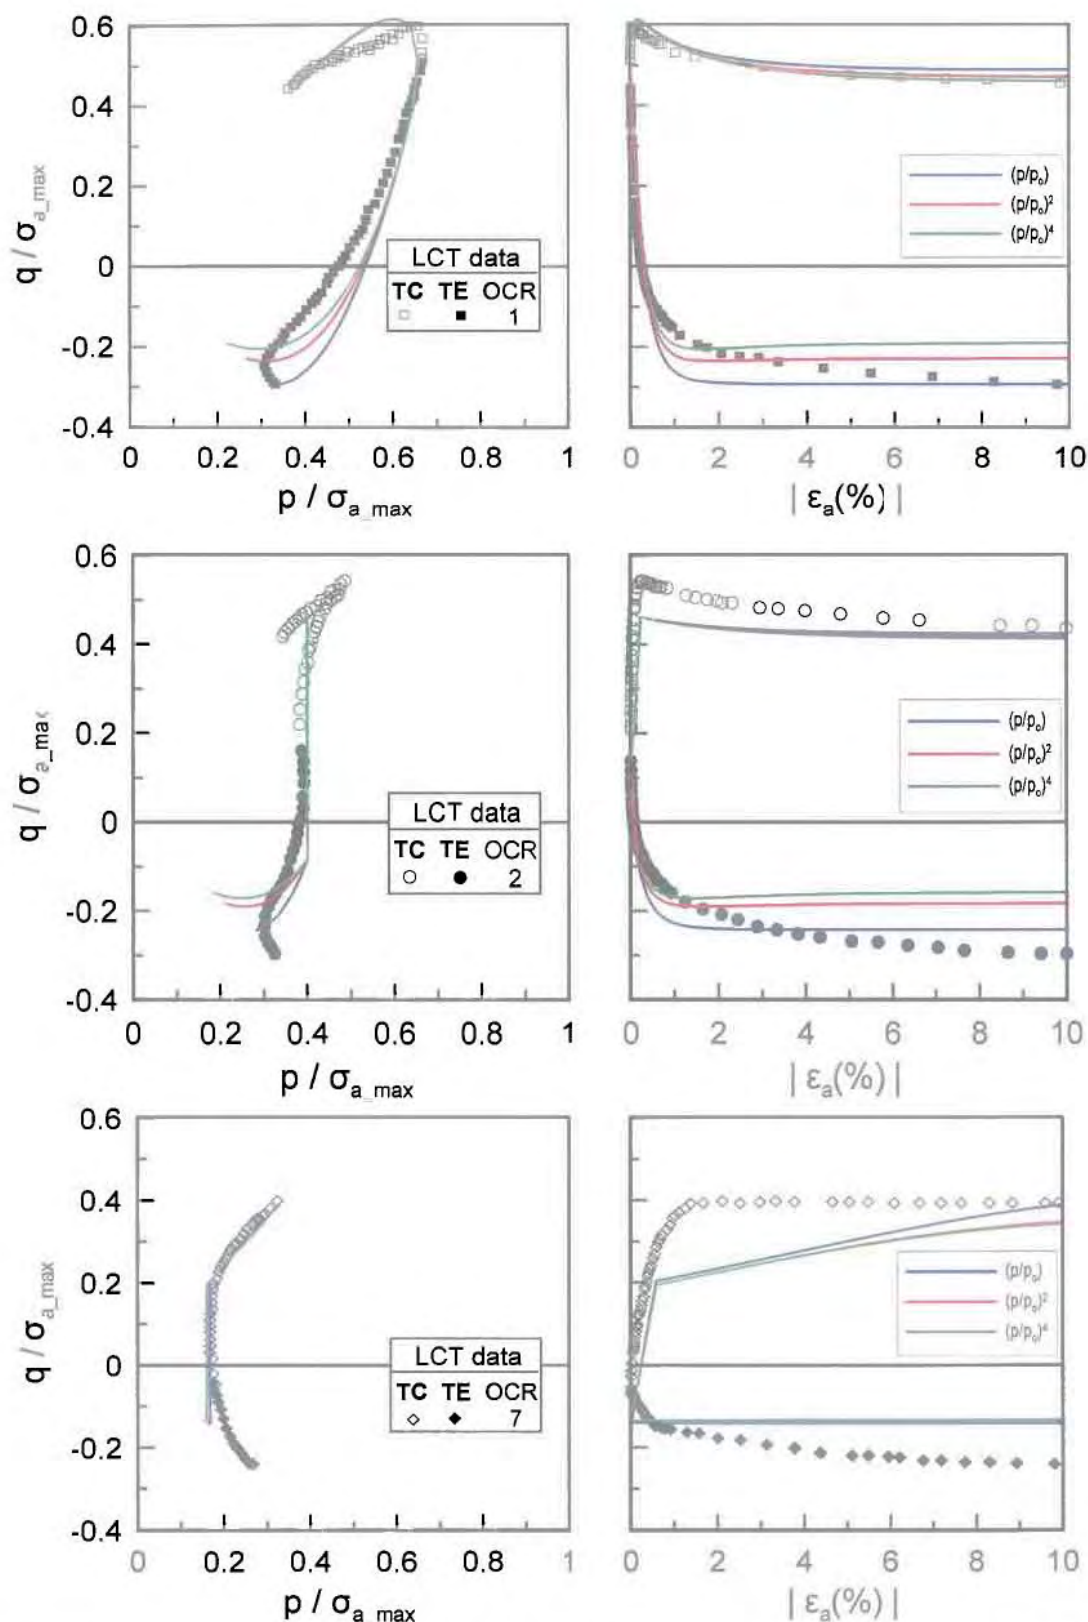 0.6
0.4
0.2
0
-0.2
-0.4
q / σa_max
LCT data
TC TE OCR
1
0 0.2 0.4 0.6 0.8 1
p / σa_max
(p/po)
(p/po)²
(p/po)⁴
0 2 4 6 8 10
| εa(%) |
0.6
0.4
0.2
0
-0.2
-0.4
q / σa_max
LCT data
TC TE OCR
2
0 0.2 0.4 0.6 0.8 1
p / σa_max
(p/po)
(p/po)²
(p/po)⁴
0 2 4 6 8 10
| εa(%) |
0.6
0.4
0.2
0
-0.2
-0.4
q / σa_max
LCT data
TC TE OCR
7
0 0.2 0.4 0.6 0.8 1
p / σa_max
(p/po)
(p/po)²
(p/po)⁴
0 2 4 6 8 10
| εa(%) |